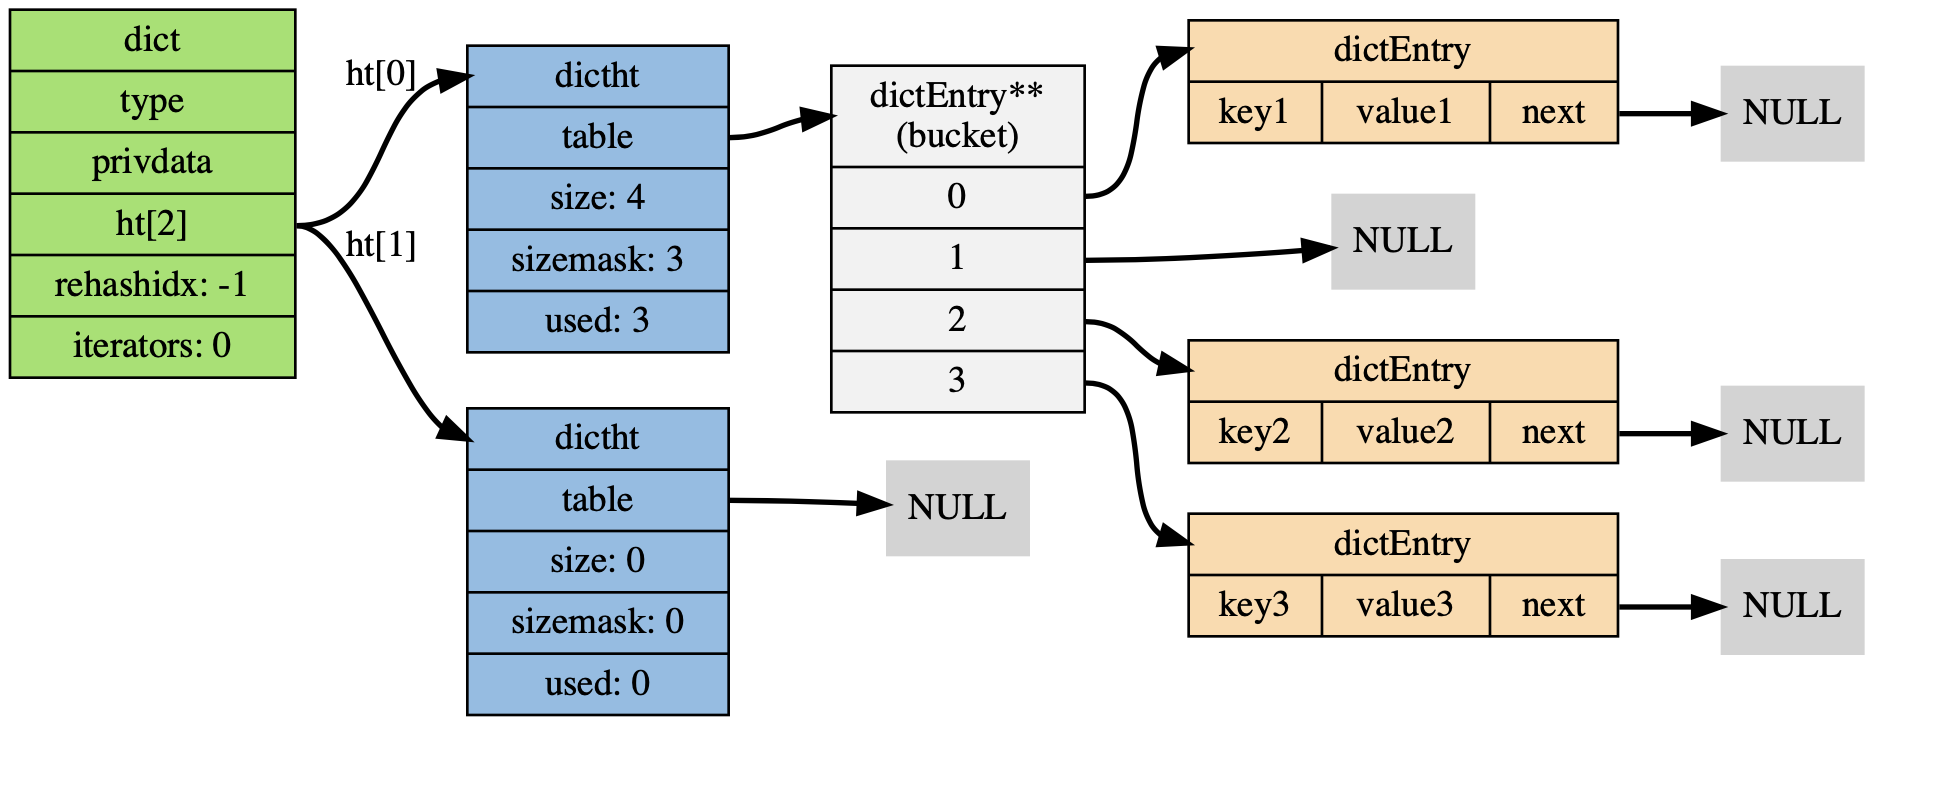 dict
type
privdata
ht[2]
rehashidx: -1
iterators: 0
ht[0]
ht[1]
dictht
table
size: 4
sizemask: 3
used: 3
dictht
table
size: 0
sizemask: 0
used: 0
dictEntry**
(bucket)
0
1
2
3
NULL
dictEntry
key1 value1 next
NULL
NULL
dictEntry
key2 value2 next
NULL
dictEntry
key3 value3 next
NULL